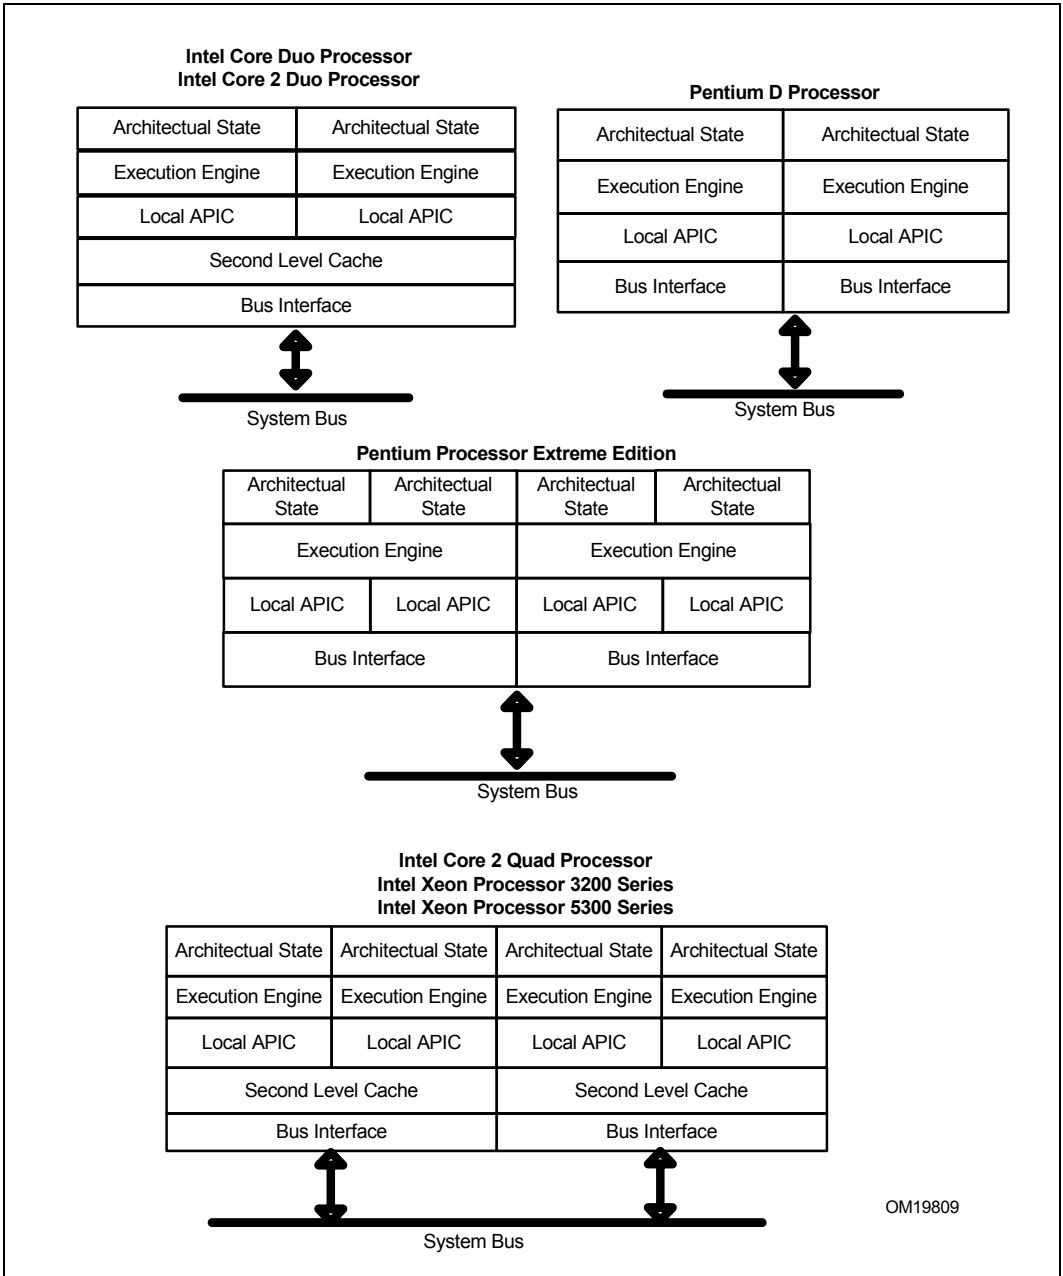 Intel Core Duo Processor
Intel Core 2 Duo Processor
Architectual State Architectual State
Execution Engine Execution Engine
Local APIC Local APIC
Second Level Cache
Bus Interface
System Bus
Pentium D Processor
Architectual State Architectual State
Execution Engine Execution Engine
Local APIC Local APIC
Bus Interface Bus Interface
System Bus
Pentium Processor Extreme Edition
Architectual Architectual Architectual Architectual
State State State State
Execution Engine Execution Engine
Local APIC Local APIC Local APIC Local APIC
Bus Interface Bus Interface
System Bus
Intel Core 2 Quad Processor
Intel Xeon Processor 3200 Series
Intel Xeon Processor 5300 Series
Architectual State Architectual State Architectual State Architectual State
Execution Engine Execution Engine Execution Engine Execution Engine
Local APIC Local APIC Local APIC Local APIC
Second Level Cache Second Level Cache
Bus Interface Bus Interface
System Bus
OM19809